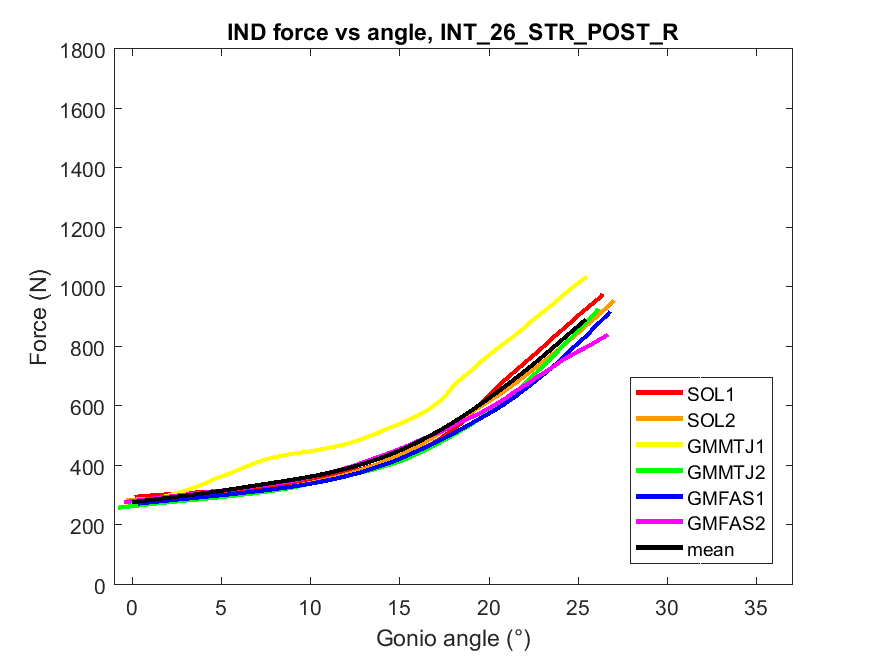 IND force vs angle, INT_26_STR_POST_R
1800
1600
1400
1200
1000
800
600
400
200
0
Force (N)
0 5 10 15 20 25 30 35
Gonio angle (°)
SOL1
SOL2
GMMTJ1
GMMTJ2
GMFAS1
GMFAS2
mean